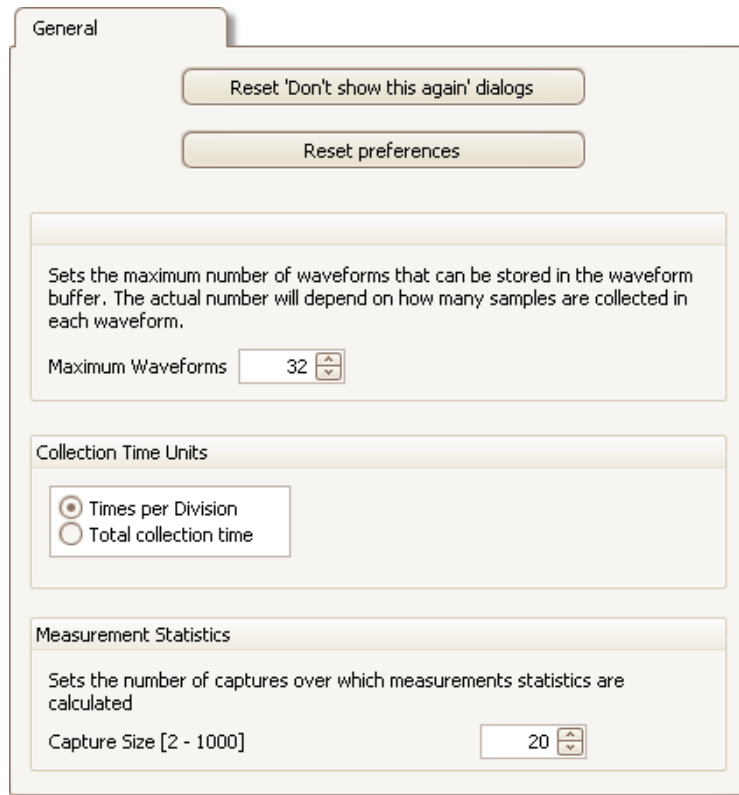 General
Reset 'Don't show this again' dialogs
Reset preferences
Sets the maximum number of waveforms that can be stored in the waveform
buffer. The actual number will depend on how many samples are collected in
each waveform.
Maximum Waveforms 32
Collection Time Units
Times per Division
Total collection time
Measurement Statistics
Sets the number of captures over which measurements statistics are
calculated
Capture Size [2 - 1000] 20